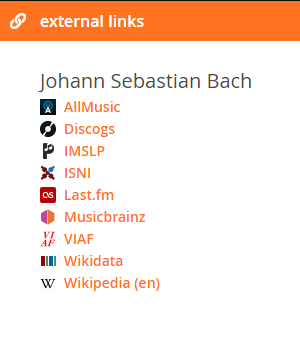 external links
Johann Sebastian Bach
AllMusic
Discogs
IMSLP
ISNI
Last.fm
Musicbrainz
VIAF
Wikidata
Wikipedia (en)